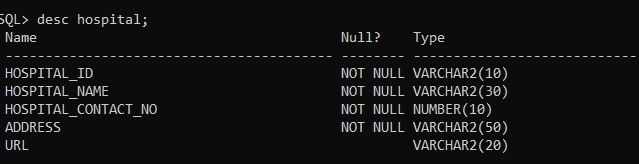 SQL> desc hospital;
Name Null? Type
----------------------------------------- -------- ----------------------------
HOSPITAL_ID NOT NULL VARCHAR2(10)
HOSPITAL_NAME NOT NULL VARCHAR2(30)
HOSPITAL_CONTACT_NO NOT NULL NUMBER(10)
ADDRESS NOT NULL VARCHAR2(50)
URL VARCHAR2(20)